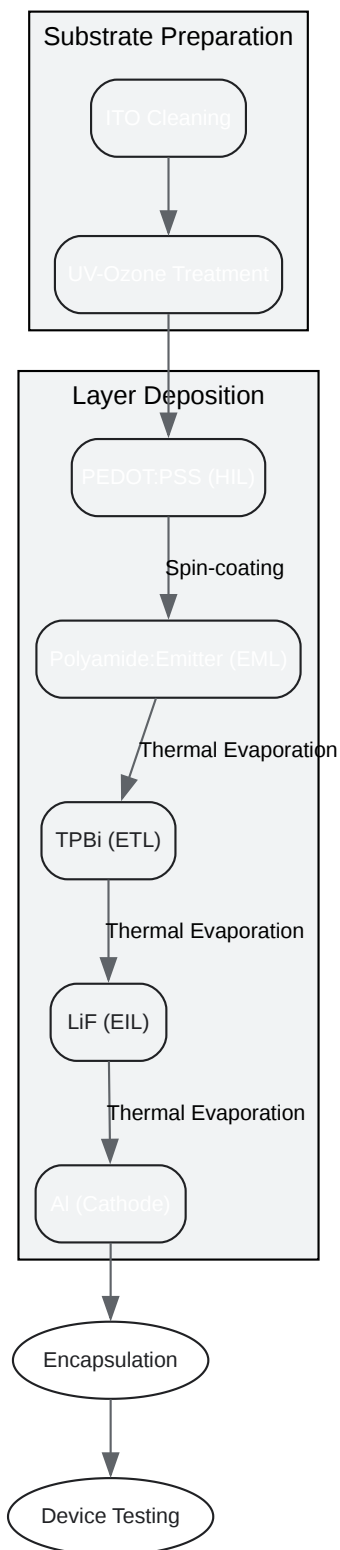 Substrate Preparation
ITO Cleaning
UV-Ozone Treatment
Layer Deposition
PEDOT:PSS (HIL)
Spin-coating
Polyamide:Emitter (EML)
Thermal Evaporation
TPBi (ETL)
Thermal Evaporation
LiF (EIL)
Thermal Evaporation
Al (Cathode)
Encapsulation
Device Testing